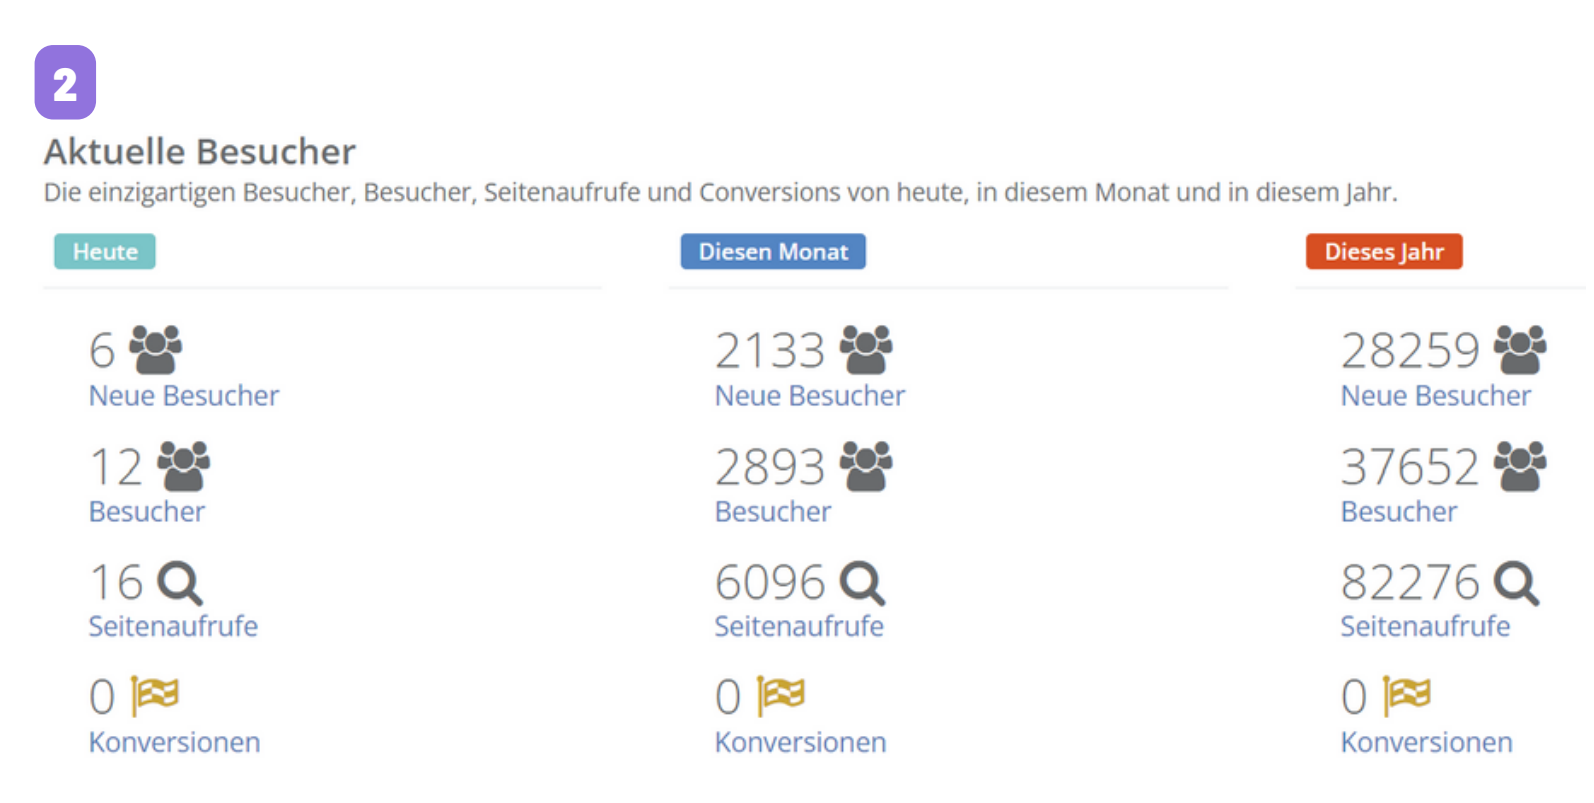 2
Aktuelle Besucher
Die einzigartigen Besucher, Besucher, Seitenaufrufe und Conversions von heute, in diesem Monat und in diesem Jahr.
Heute
6
Neue Besucher
12
Besucher
16
Seitenaufrufe
0
Konversionen
Diesen Monat
2133
Neue Besucher
2893
Besucher
6096
Seitenaufrufe
0
Konversionen
Dieses Jahr
28259
Neue Besucher
37652
Besucher
82276
Seitenaufrufe
0
Konversionen